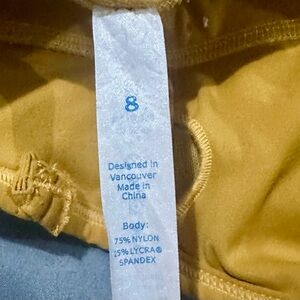 8
Designed in
Vancouver
Made in
China
Body:
75% NYLON
25% LYCRA®
SPANDEX